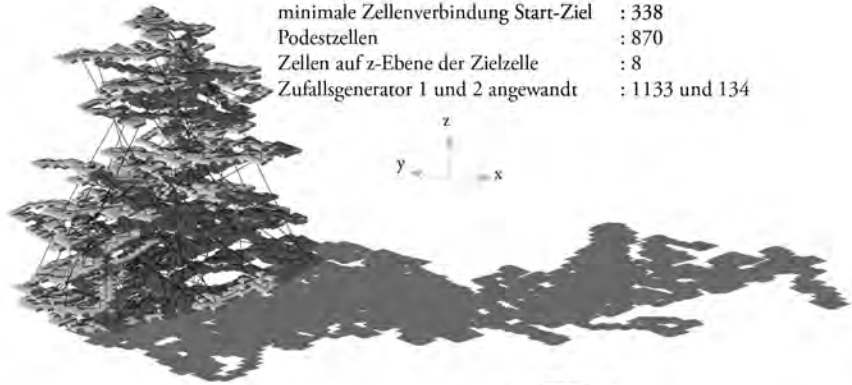 minimale Zellenverbindung Start-Ziel : 338
Podestzellen : 870
Zellen auf z-Ebene der Zielzelle : 8
Zufallsgenerator 1 und 2 angewandt : 1133 und 134
z
y
x